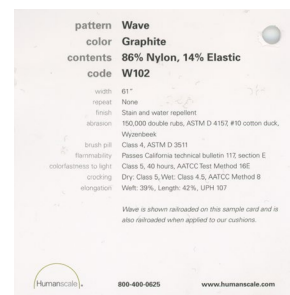 pattern Wave
color Graphite
contents 86% Nylon, 14% Elastic
code W102
width 61"
repeat None
finish Stain and water repellent
abrasion 150,000 double rubs, ASTM D 4157, #10 cotton duck,
Wyzenbeek
brush pill Class 4, ASTM D 3511
flammability Passes California technical bulletin 117, section E
colorfastness to light Class 5, 40 hours, AATCC Test Method 16E
crocking Dry: Class 5, Wet: Class 4.5, AATCC Method 8
elongation Weft: 39%, Length: 42%, UPH 107
Wave is shown railroaded on this sample card and is
also railroaded when applied to our cushions.
Humanscale 800-400-0625 www.humanscale.com